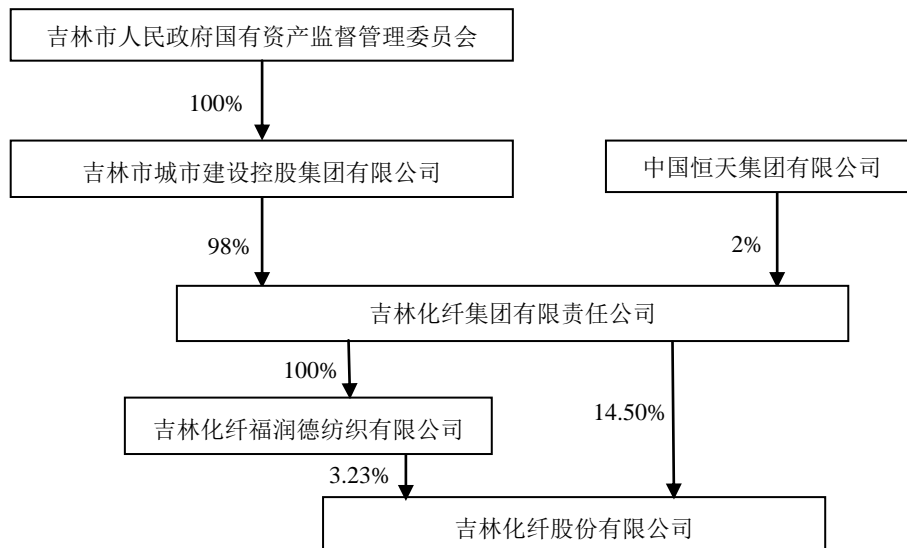 吉林市人民政府国有资产监督管理委员会
100%
吉林市城市建设控股集团有限公司
中国恒天集团有限公司
98%
2%
吉林化纤集团有限责任公司
100%
14.50%
吉林化纤福润德纺织有限公司
3.23%
吉林化纤股份有限公司